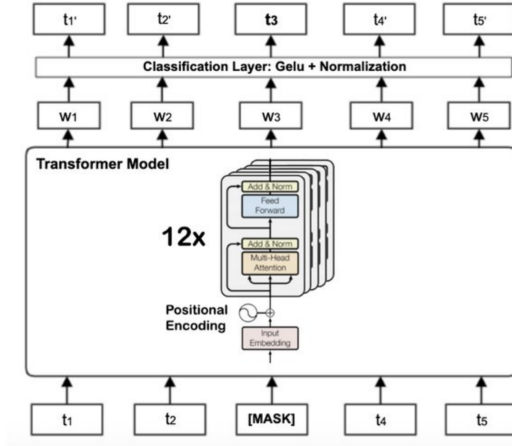 t1' t2' t3 t4' t5'
Classification Layer: Gelu + Normalization
W1 W2 W3 W4 W5
Transformer Model
Add & Norm
Feed
Forward
12x
Add & Norm
Multi-Head
Attention
Positional
Encoding
Input
Embedding
t1 t2 [MASK] t4 t5